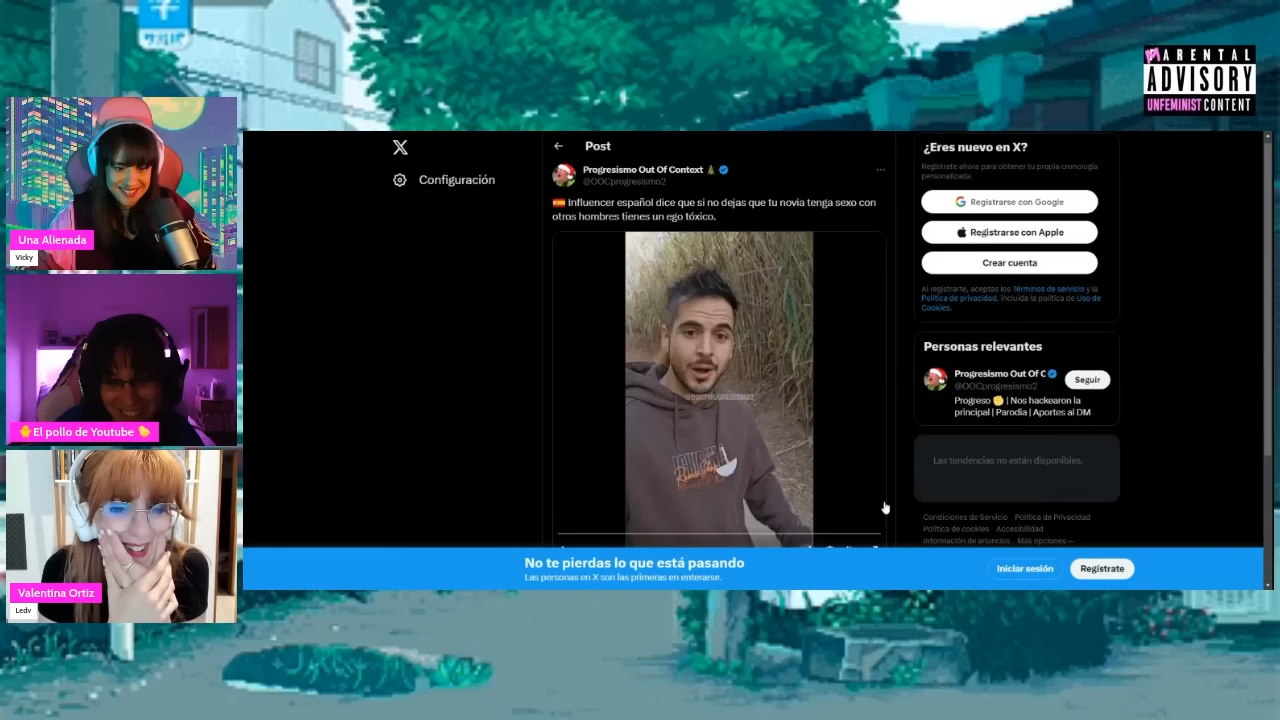 PARENTAL
ADVISORY
UNFEMINIST CONTENT
Una Alienada
Vicky
El pollo de Youtube
Valentina Ortiz
Ledv
Configuración
Post
Progresismo Out Of Context
@OOCprogresismo2
Influencer español dice que si no dejas que tu novia tenga sexo con
otros hombres tienes un ego tóxico.
@OOCPROGRESISMO2
¿Eres nuevo en X?
Regístrate ahora para obtener tu propia cronología
personalizada.
Registrarse con Google
Registrarse con Apple
Crear cuenta
Al registrarte, aceptas los Términos de servicio y la
Política de privacidad, incluida la política de Uso de
Cookies.
Personas relevantes
Progresismo Out Of C
@OOCprogresismo2
Seguir
Progreso | Nos hackearon la
principal | Parodia | Aportes al DM
Las tendencias no están disponibles.
Condiciones de Servicio Política de Privacidad
Política de cookies Accesibilidad
Información de anuncios Más opciones
No te pierdas lo que está pasando
Las personas en X son las primeras en enterarse.
Iniciar sesión
Regístrate